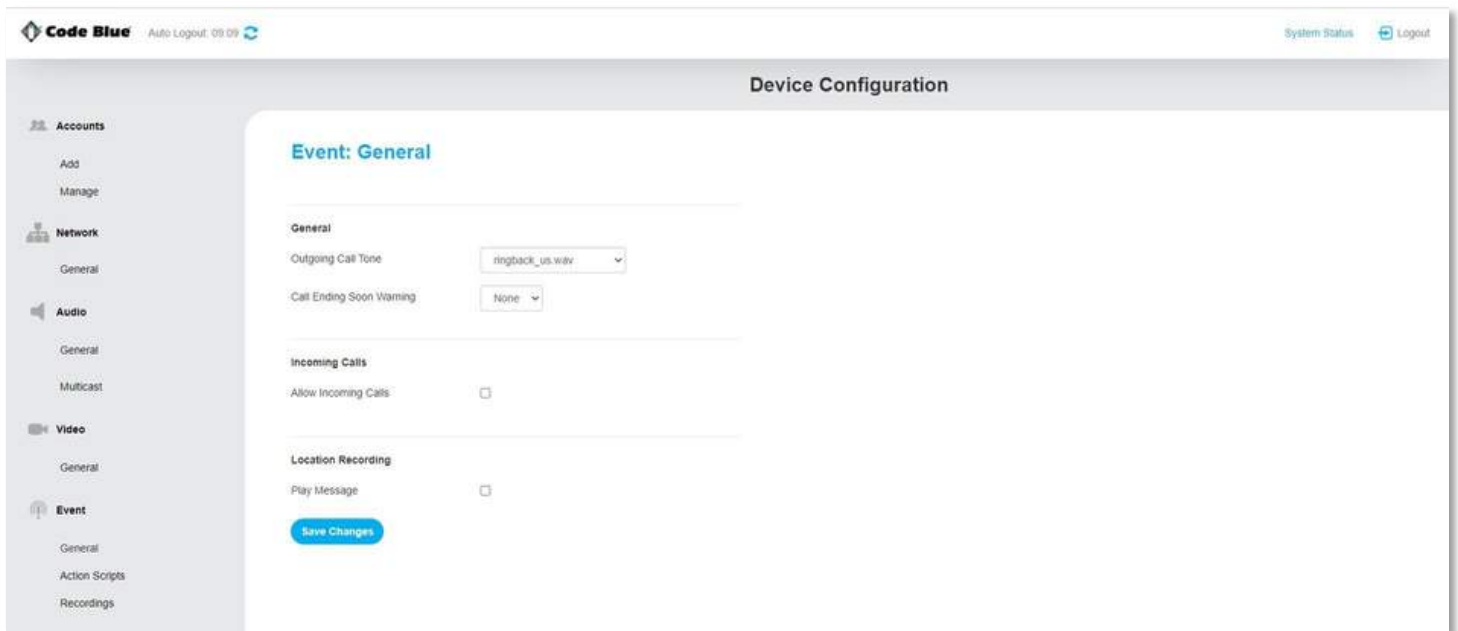 Code Blue Auto Logout: 09:09 System Status Logout
Device Configuration
Accounts
Add
Manage
Network
General
Audio
General
Multicast
Video
General
Event
General
Action Scripts
Recordings
Event: General
General
Outgoing Call Tone ringback_us.wav
Call Ending Soon Warning None
Incoming Calls
Allow Incoming Calls
Location Recording
Play Message
Save Changes